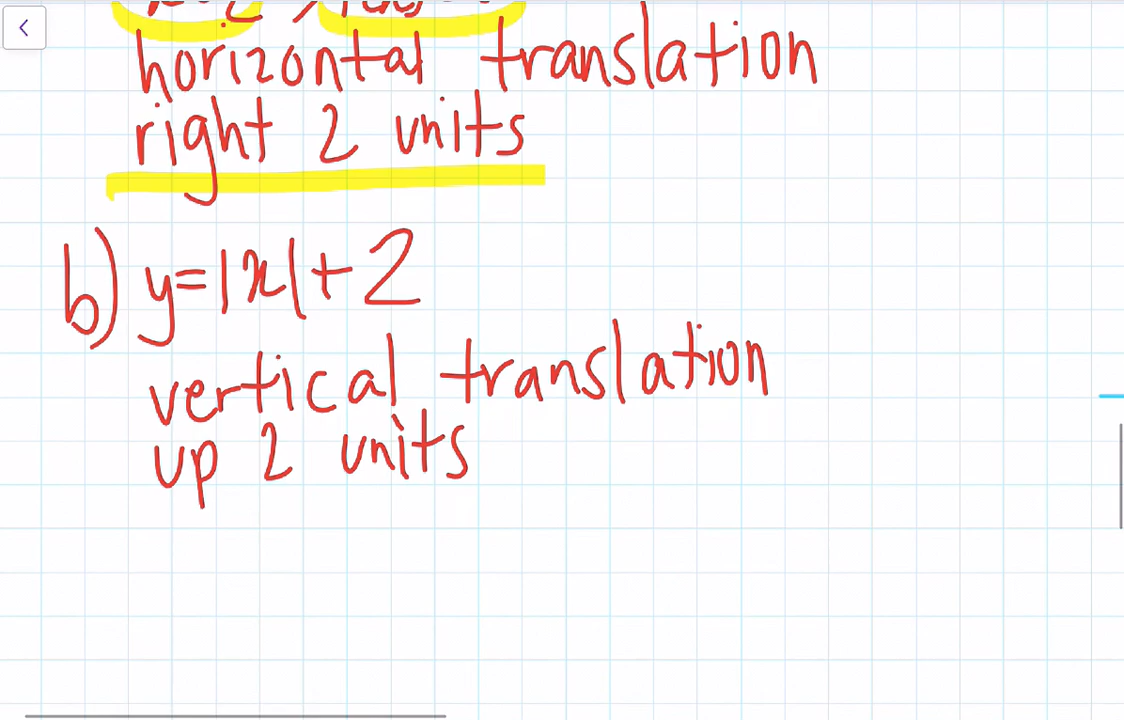 horizontal translation
right 2 units
b) y=|x|+2
vertical translation
up 2 units